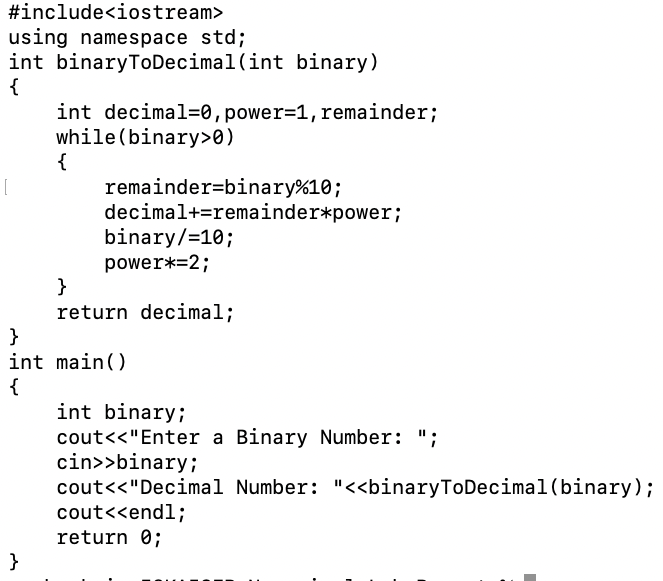 #include<iostream>
using namespace std;
int binaryToDecimal(int binary)
{
    int decimal=0,power=1,remainder;
    while(binary>0)
    {
        remainder=binary%10;
        decimal+=remainder*power;
        binary/=10;
        power*=2;
    }
    return decimal;
}
int main()
{
    int binary;
    cout<<"Enter a Binary Number: ";
    cin>>binary;
    cout<<"Decimal Number: "<<binaryToDecimal(binary);
    cout<<endl;
    return 0;
}